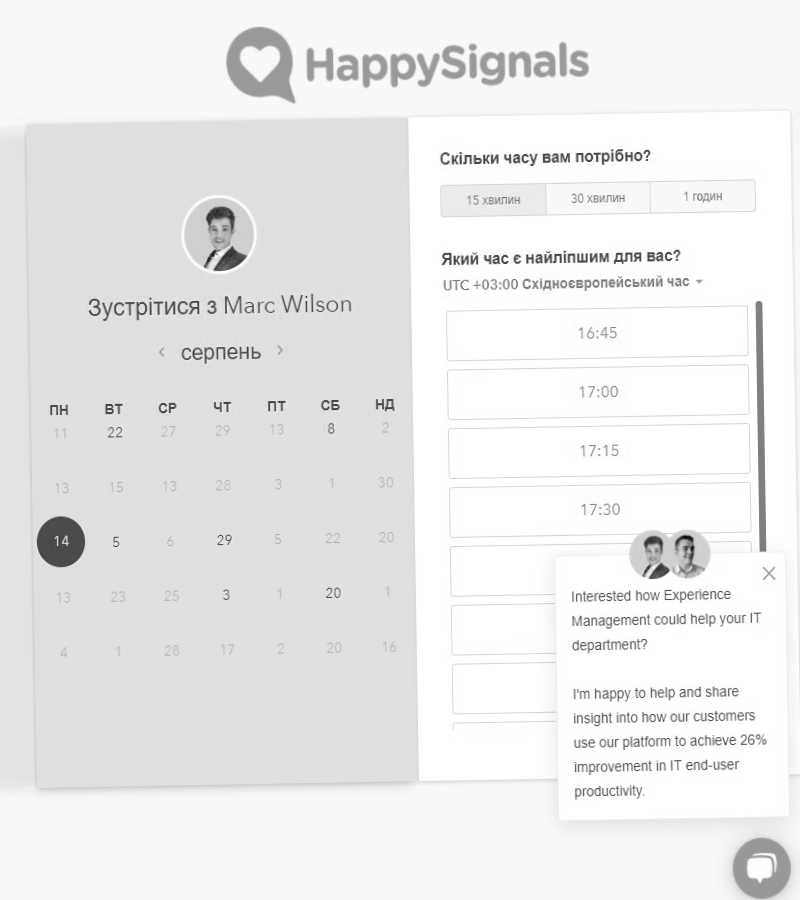 HappySignals
Зустрітися з Marc Wilson
серпень
ПН ВТ СР ЧТ ПТ СБ НД
11 22 27 29 13 8 2
13 15 13 28 3 1 30
14 5 6 29 5 22 20
13 23 25 3 1 20 1
4 1 28 17 2 20 16
Скільки часу вам потрібно?
15 хвилин 30 хвилин 1 годин
Який час є найліпшим для вас?
UTC +03:00 Східноєвропейський час
16:45
17:00
17:15
17:30
Interested how Experience
Management could help your IT
department?
I'm happy to help and share
insight into how our customers
use our platform to achieve 26%
improvement in IT end-user
productivity.